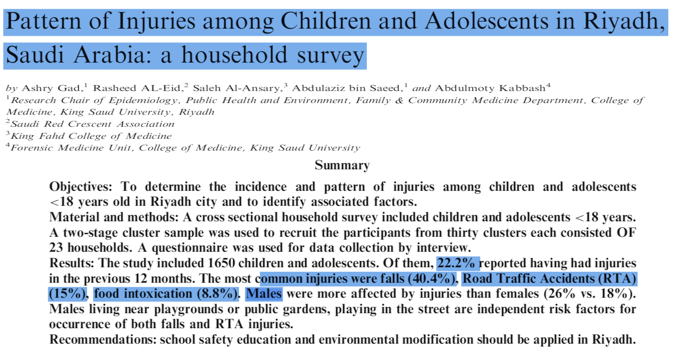 Pattern of Injuries among Children and Adolescents in Riyadh,
Saudi Arabia: a household survey
by Ashry Gad,1 Rasheed AL-Eid,2 Saleh Al-Ansary,3 Abdulaziz bin Saeed,1 and Abdulmoty Kabbash4
1Research Chair of Epidemiology, Public Health and Environment, Family & Community Medicine Department, College of
Medicine, King Saud University, Riyadh
2Saudi Red Crescent Association
3King Fahd College of Medicine
4Forensic Medicine Unit, College of Medicine, King Saud University
Summary
Objectives: To determine the incidence and pattern of injuries among children and adolescents
<18 years old in Riyadh city and to identify associated factors.
Material and methods: A cross sectional household survey included children and adolescents <18 years.
A two-stage cluster sample was used to recruit the participants from thirty clusters each consisted OF
23 households. A questionnaire was used for data collection by interview.
Results: The study included 1650 children and adolescents. Of them, 22.2% reported having had injuries
in the previous 12 months. The most common injuries were falls (40.4%), Road Traffic Accidents (RTA)
(15%), food intoxication (8.8%). Males were more affected by injuries than females (26% vs. 18%).
Males living near playgrounds or public gardens, playing in the street are independent risk factors for
occurrence of both falls and RTA injuries.
Recommendations: school safety education and environmental modification should be applied in Riyadh.